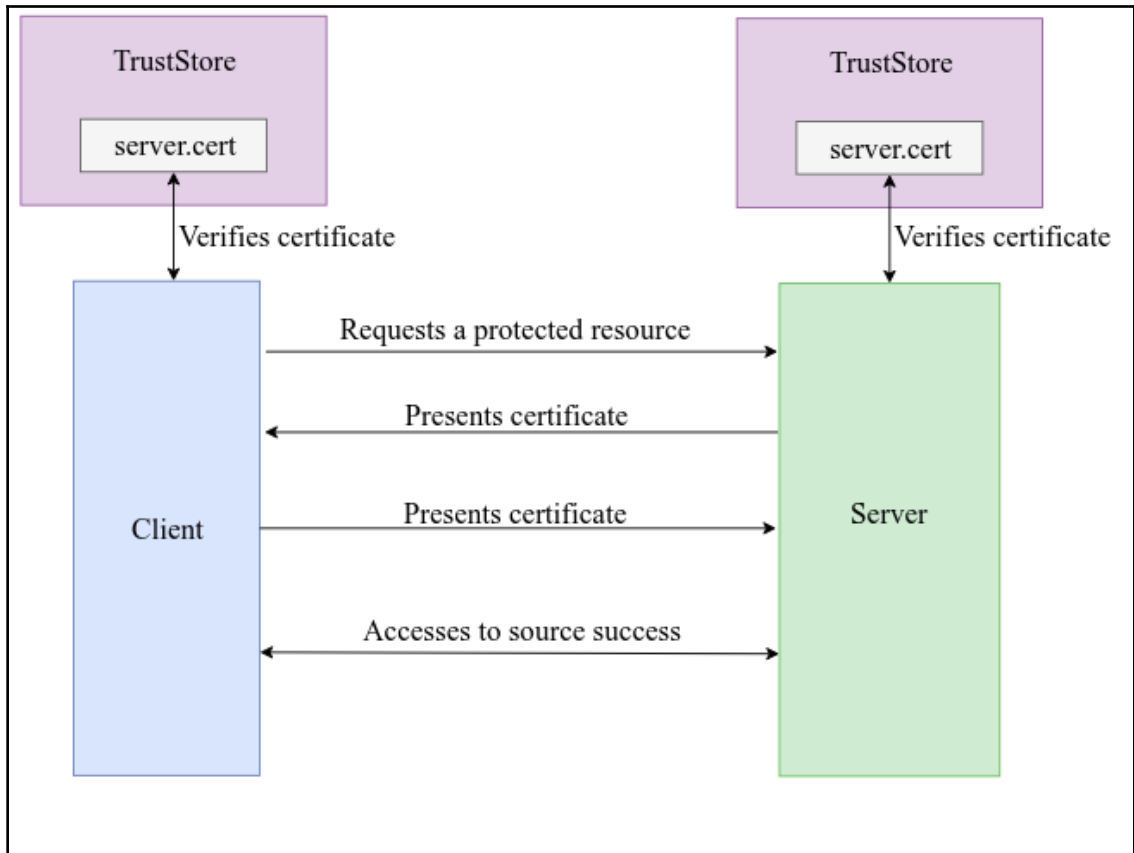 TrustStore
TrustStore
server.cert
server.cert
Verifies certificate
Verifies certificate
Requests a protected resource
Presents certificate
Presents certificate
Client
Server
Accesses to source success